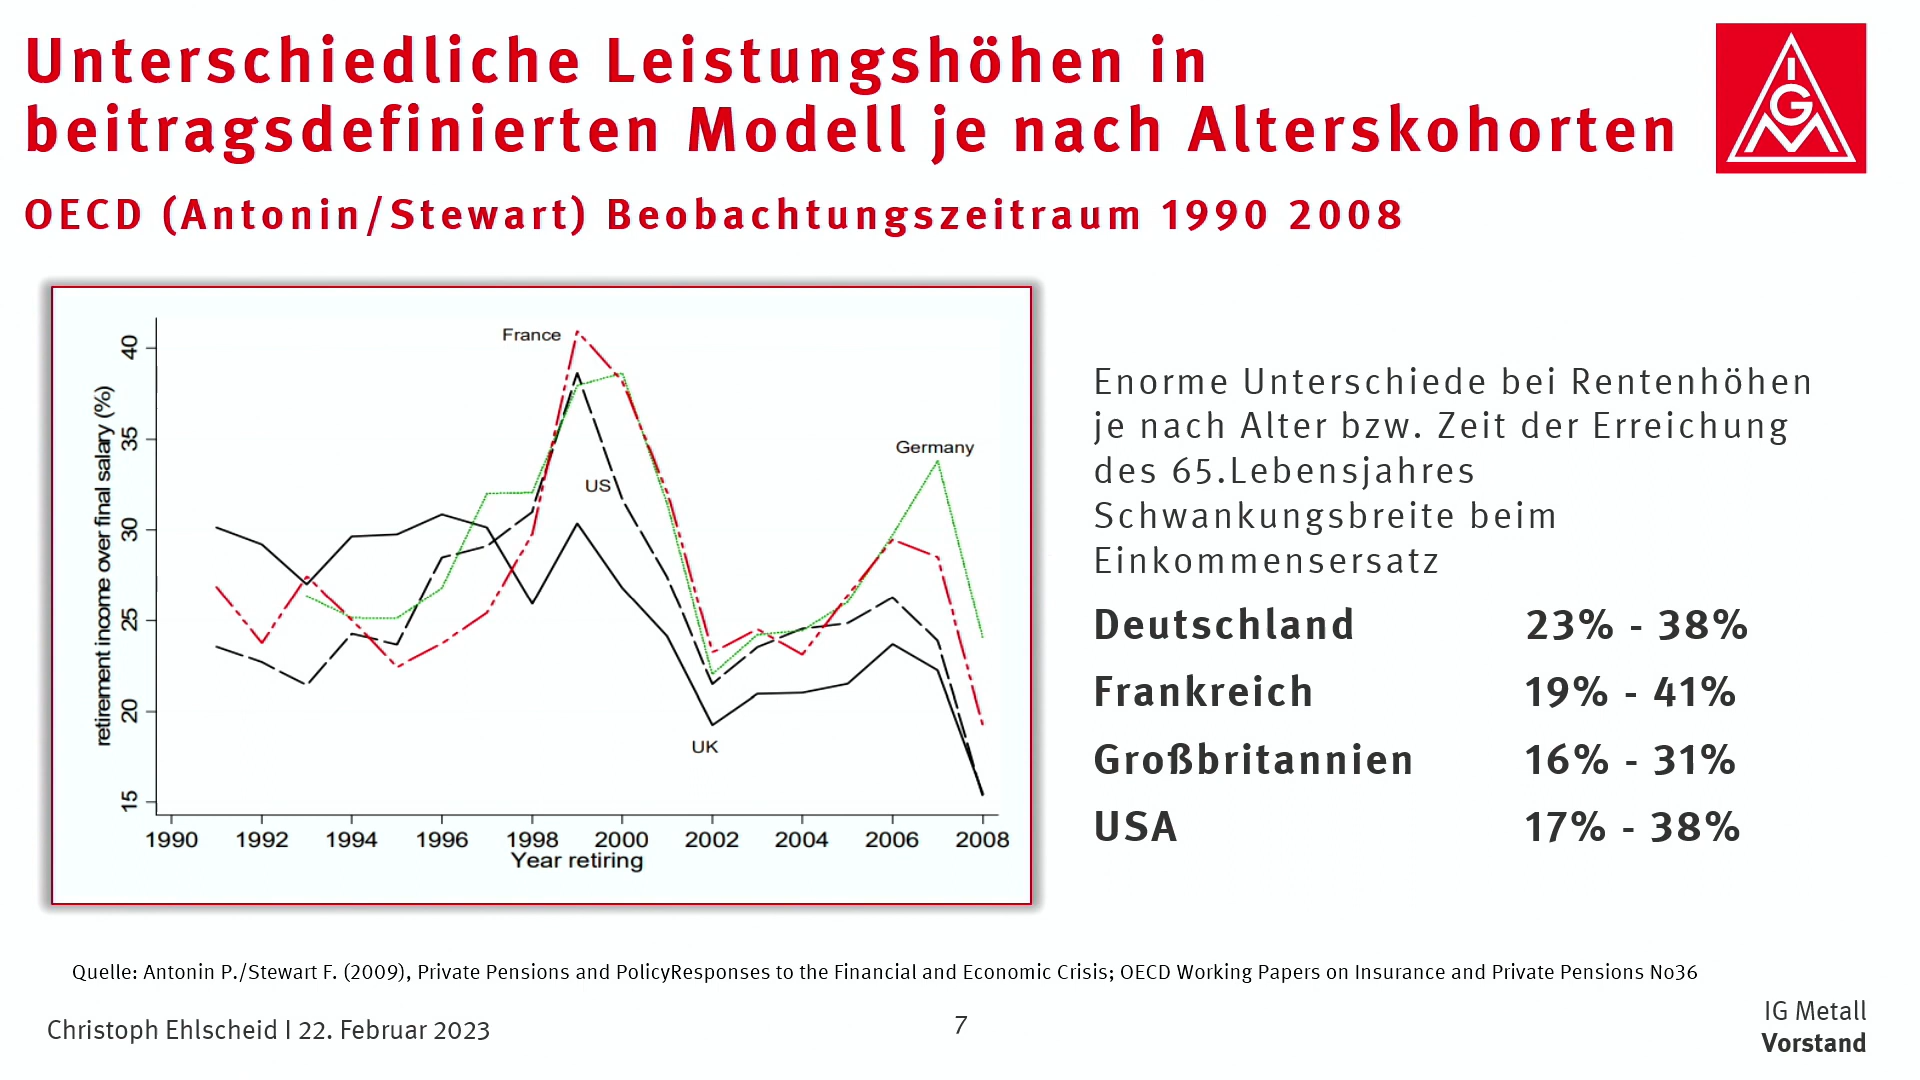 Unterschiedliche Leistungshöhen in
beitragsdefinierten Modell je nach Alterskohorten
OECD (Antonin/Stewart) Beobachtungszeitraum 1990 2008
IGM
retirement income over final salary (%)
40
35
30
25
20
15
France
US
Germany
UK
1990 1992 1994 1996 1998 2000 2002 2004 2006 2008
Year retiring
Enorme Unterschiede bei Rentenhöhen
je nach Alter bzw. Zeit der Erreichung
des 65.Lebensjahres
Schwankungsbreite beim
Einkommensersatz
Deutschland 23% - 38%
Frankreich 19% - 41%
Großbritannien 16% - 31%
USA 17% - 38%
Quelle: Antonin P./Stewart F. (2009), Private Pensions and PolicyResponses to the Financial and Economic Crisis; OECD Working Papers on Insurance and Private Pensions No36
Christoph Ehlscheid I 22. Februar 2023
7
IG Metall
Vorstand